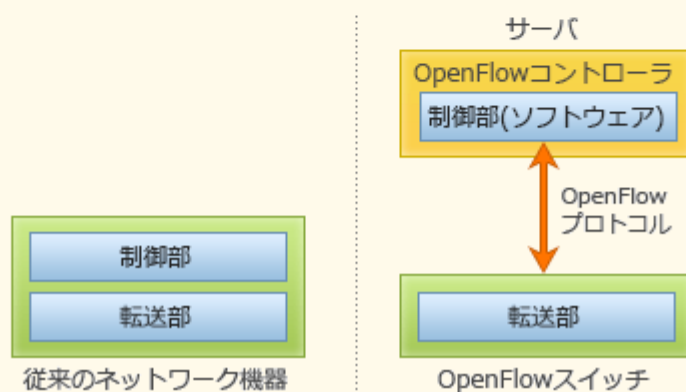 制御部
転送部
従来のネットワーク機器
サーバ
OpenFlowコントローラ
制御部(ソフトウェア)
OpenFlow
プロトコル
転送部
OpenFlowスイッチ